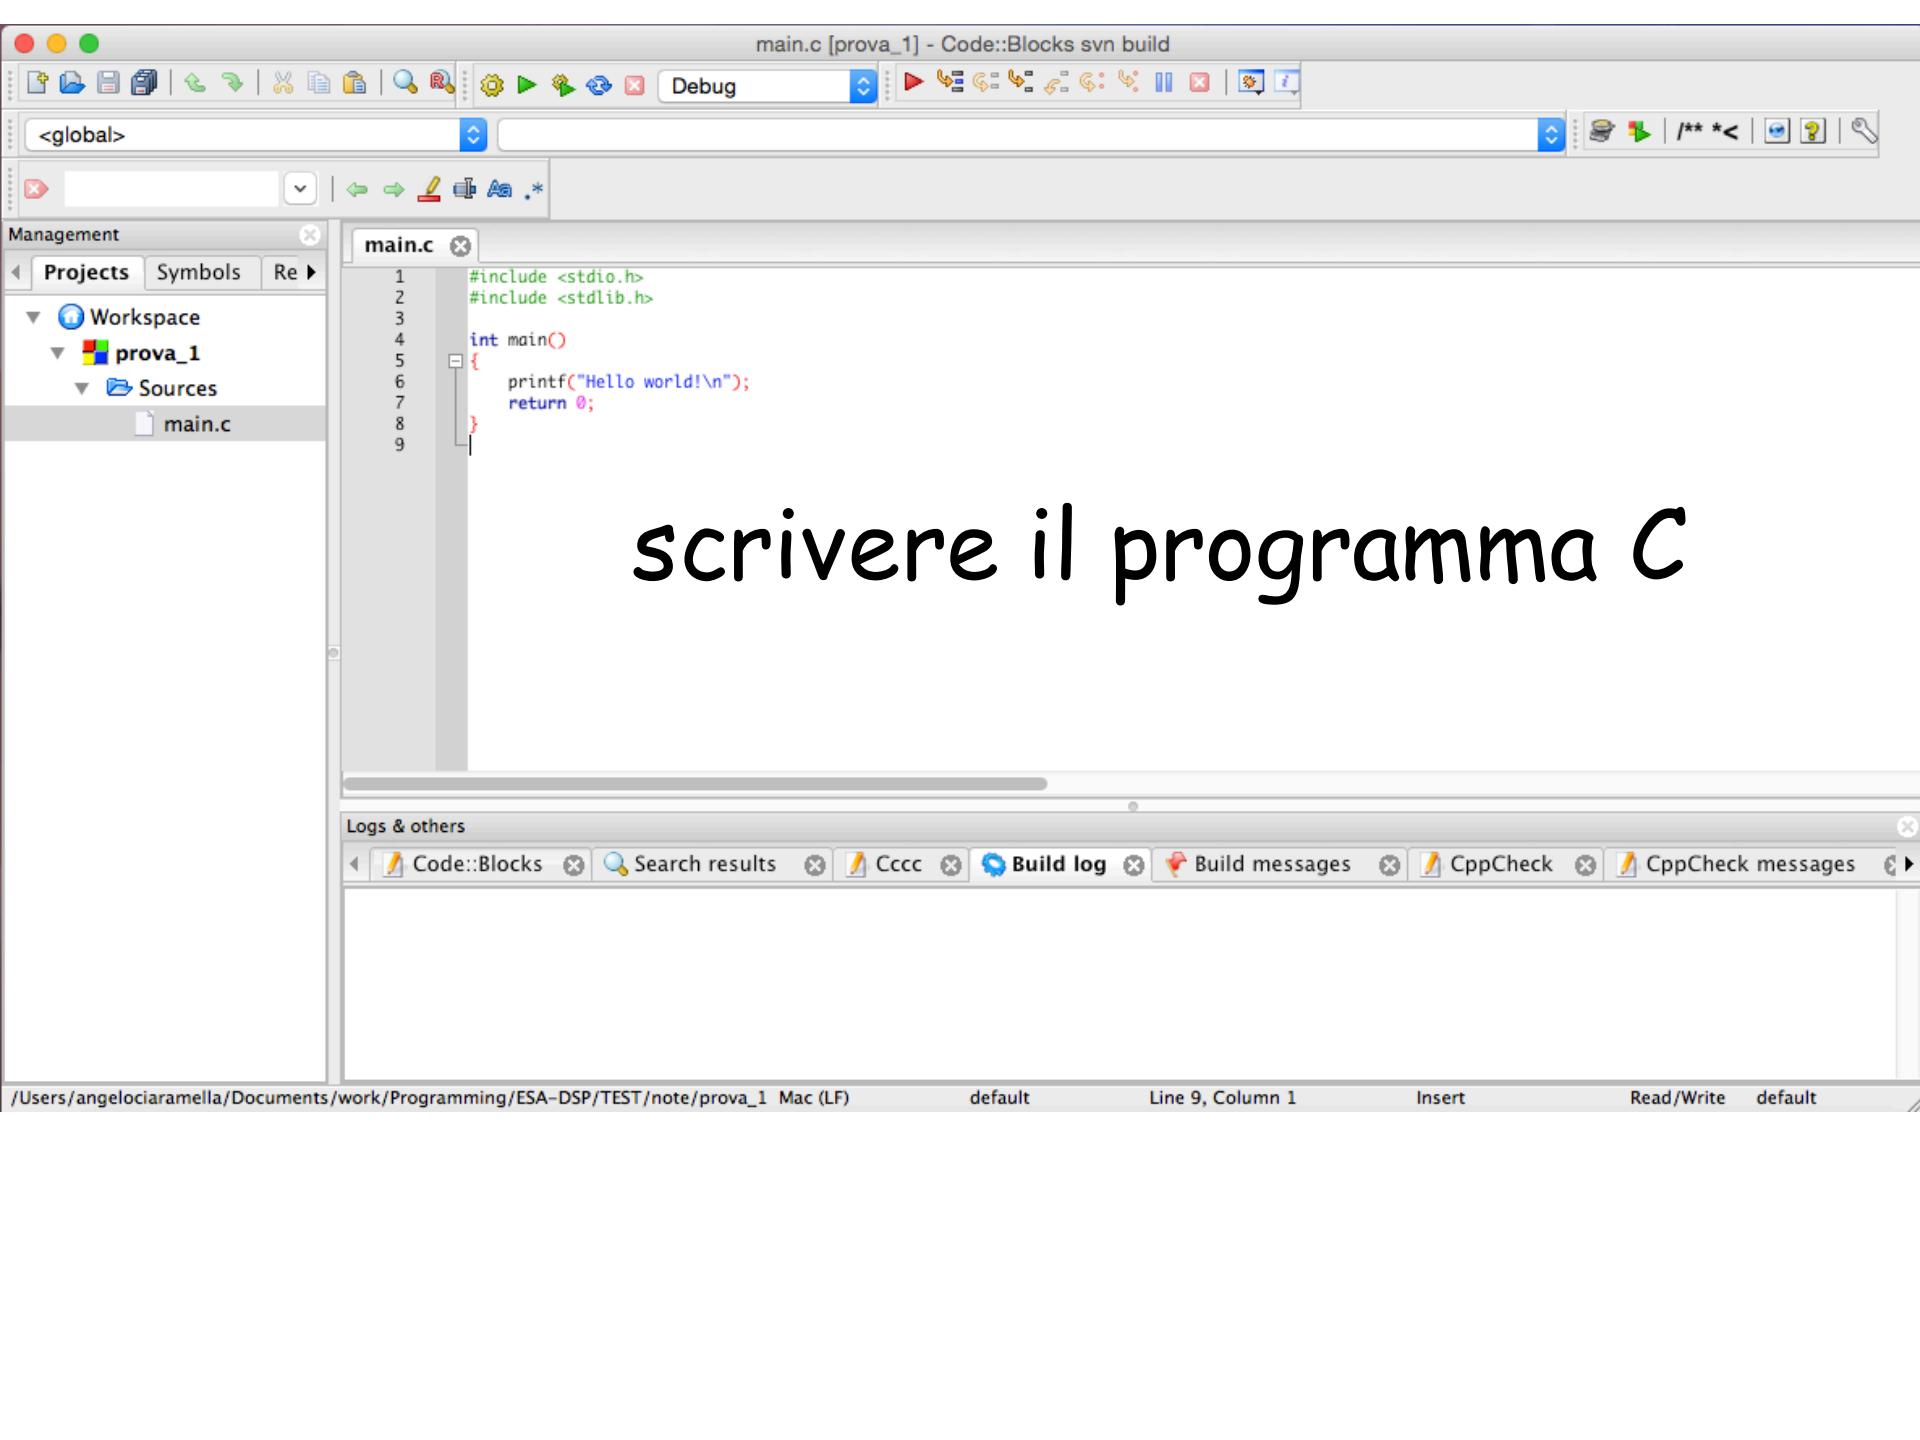 main.c [prova_1] - Code::Blocks svn build
Debug
<global>
/** *<
Aa .*
Management
Projects Symbols Re
Workspace
prova_1
Sources
main.c
main.c
1 #include <stdio.h>
2 #include <stdlib.h>
3
4 int main()
5 {
6 printf("Hello world!\n");
7 return 0;
8 }
9
scrivere il programma C
Logs & others
Code::Blocks Search results Cccc Build log Build messages CppCheck CppCheck messages
/Users/angelociaramella/Documents/work/Programming/ESA-DSP/TEST/note/prova_1 Mac (LF) default Line 9, Column 1 Insert Read/Write default